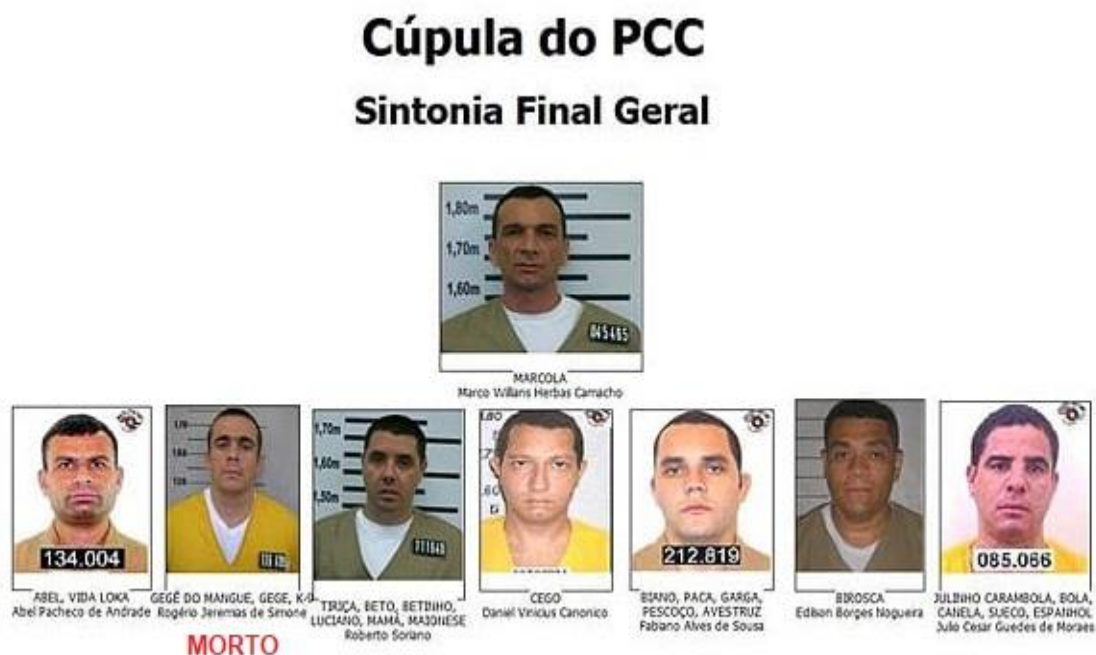 Cúpula do PCC
Sintonia Final Geral
1,80m
1,70m
1,60m
045465
MARCOLA
Marco Willans Herbas Camacho
134.004
ABEL, VIDA LOKA
Abel Pacheco de Andrade
GEGÊ DO MANGUE, GEGE,
Rogério Jeremias de Simone
MORTO
1,70m
1,60m
1,50m
TIRIÇA, BETO, BETINHO,
LUCIANO, MAMÁ, MAIONESE
Roberto Soriano
CEGO
Daniel Vinicius Canonico
212.819
BIANO, PACA, GARGA,
PESCOÇO, AVESTRUZ
Fabiano Alves de Sousa
BIROSCA
Edilson Borges Nogueira
085.066
JULINHO CARAMBOLA, BOLA,
CANELA, SUECO, ESPANHOL
Julio Cesar Guedes de Moraes